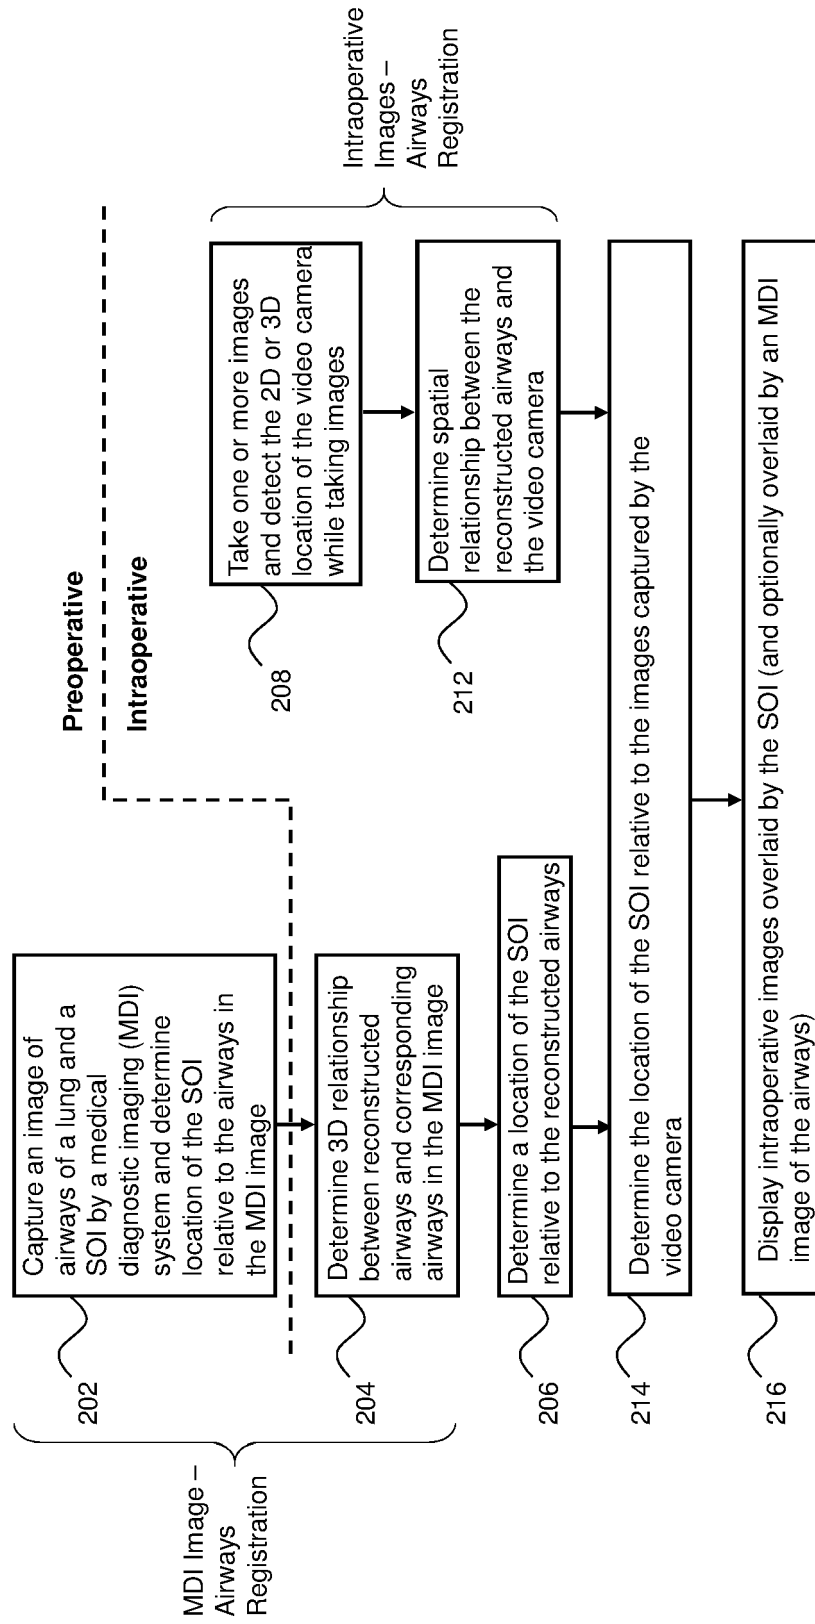 Preoperative
Intraoperative
MDI Image –
Airways
Registration
202
Capture an image of
airways of a lung and a
SOI by a medical
diagnostic imaging (MDI)
system and determine
location of the SOI
relative to the airways in
the MDI image
204
Determine 3D relationship
between reconstructed
airways and corresponding
airways in the MDI image
206
Determine a location of the SOI
relative to the reconstructed airways
208
Take one or more images
and detect the 2D or 3D
location of the video camera
while taking images
212
Determine spatial
relationship between the
reconstructed airways and
the video camera
Intraoperative
Images –
Airways
Registration
214
Determine the location of the SOI relative to the images captured by the
video camera
216
Display intraoperative images overlaid by the SOI (and optionally overlaid by an MDI
image of the airways)